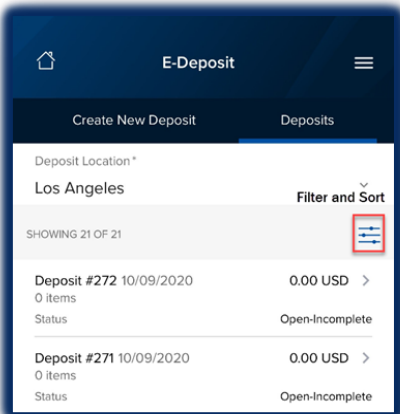 E-Deposit
Create New Deposit Deposits
Deposit Location*
Los Angeles
Filter and Sort
SHOWING 21 OF 21
Deposit #272 10/09/2020 0.00 USD
0 items
Status Open-Incomplete
Deposit #271 10/09/2020 0.00 USD
0 items
Status Open-Incomplete